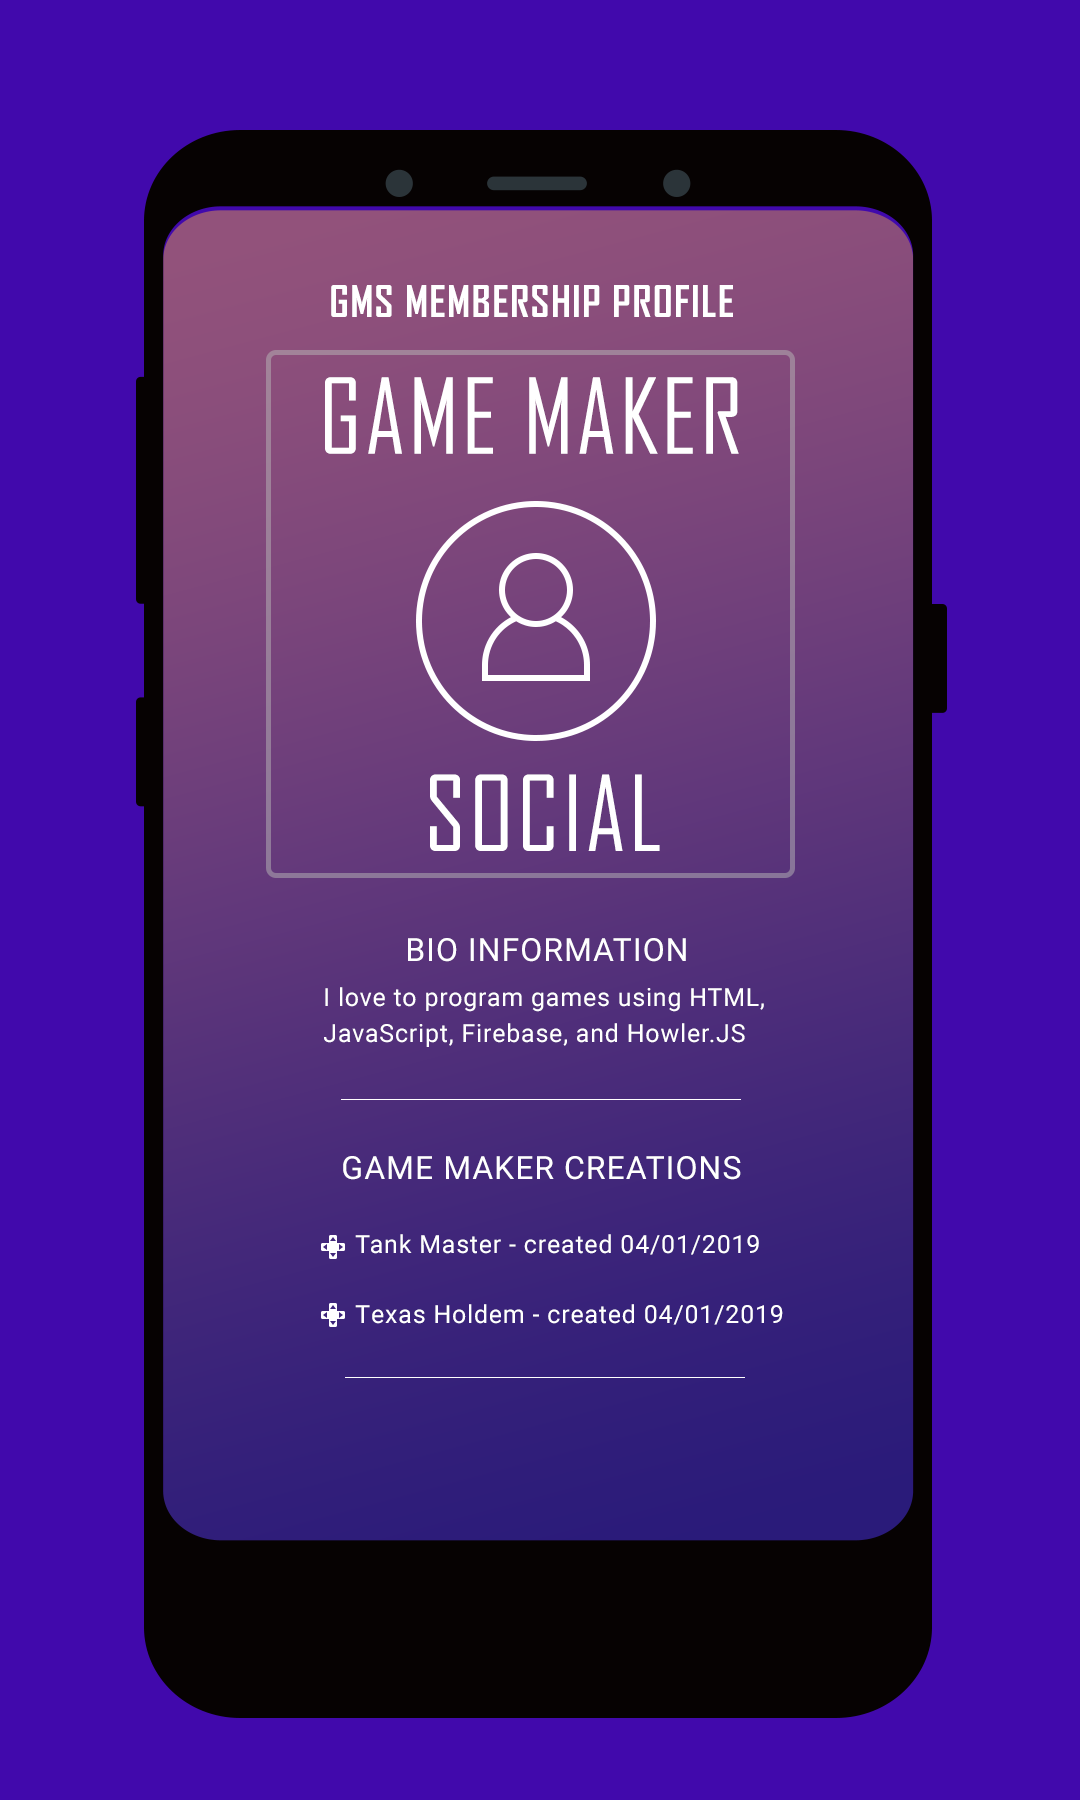 GMS MEMBERSHIP PROFILE
GAME MAKER
SOCIAL
BIO INFORMATION
I love to program games using HTML,
JavaScript, Firebase, and Howler.JS
GAME MAKER CREATIONS
Tank Master - created 04/01/2019
Texas Holdem - created 04/01/2019